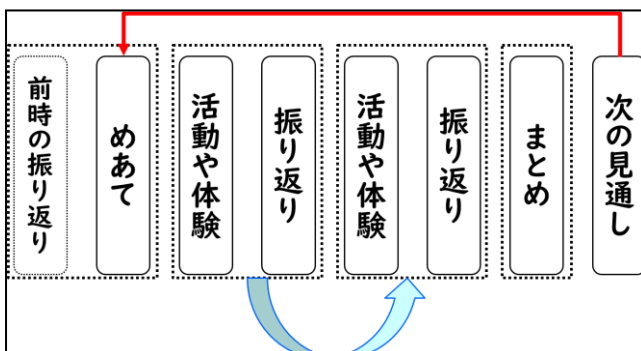 前時の振り返り
めあて
活動や体験
振り返り
活動や体験
振り返り
まとめ
次の見通し